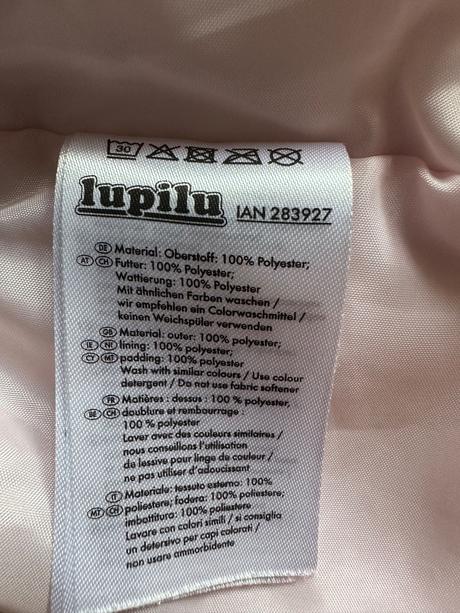 30
lupilu IAN 283927
DE Material: Oberstoff: 100% Polyester;
AT CH Futter: 100% Polyester;
Wattierung: 100% Polyester
Mit ähnlichen Farben waschen /
wir empfehlen ein Colorwaschmittel /
keinen Weichspüler verwenden
GB Material: outer: 100% polyester;
IE NI lining: 100% polyester;
CY MT padding: 100% polyester
Wash with similar colours / Use colour
detergent / Do not use fabric softener
FR Matières : dessus : 100 % polyester,
BE CH doublure et rembourrage :
100 % polyester
Laver avec des couleurs similaires /
nous conseillons l'utilisation
de lessive pour linge de couleur /
ne pas utiliser d'adoucissant
IT Materiale: tessuto esterno: 100%
MT CH poliestere; fodera: 100% poliestere;
imbottitura: 100% poliestere
Lavare con colori simili / si consiglia
un detersivo per capi colorati /
non usare ammorbidente